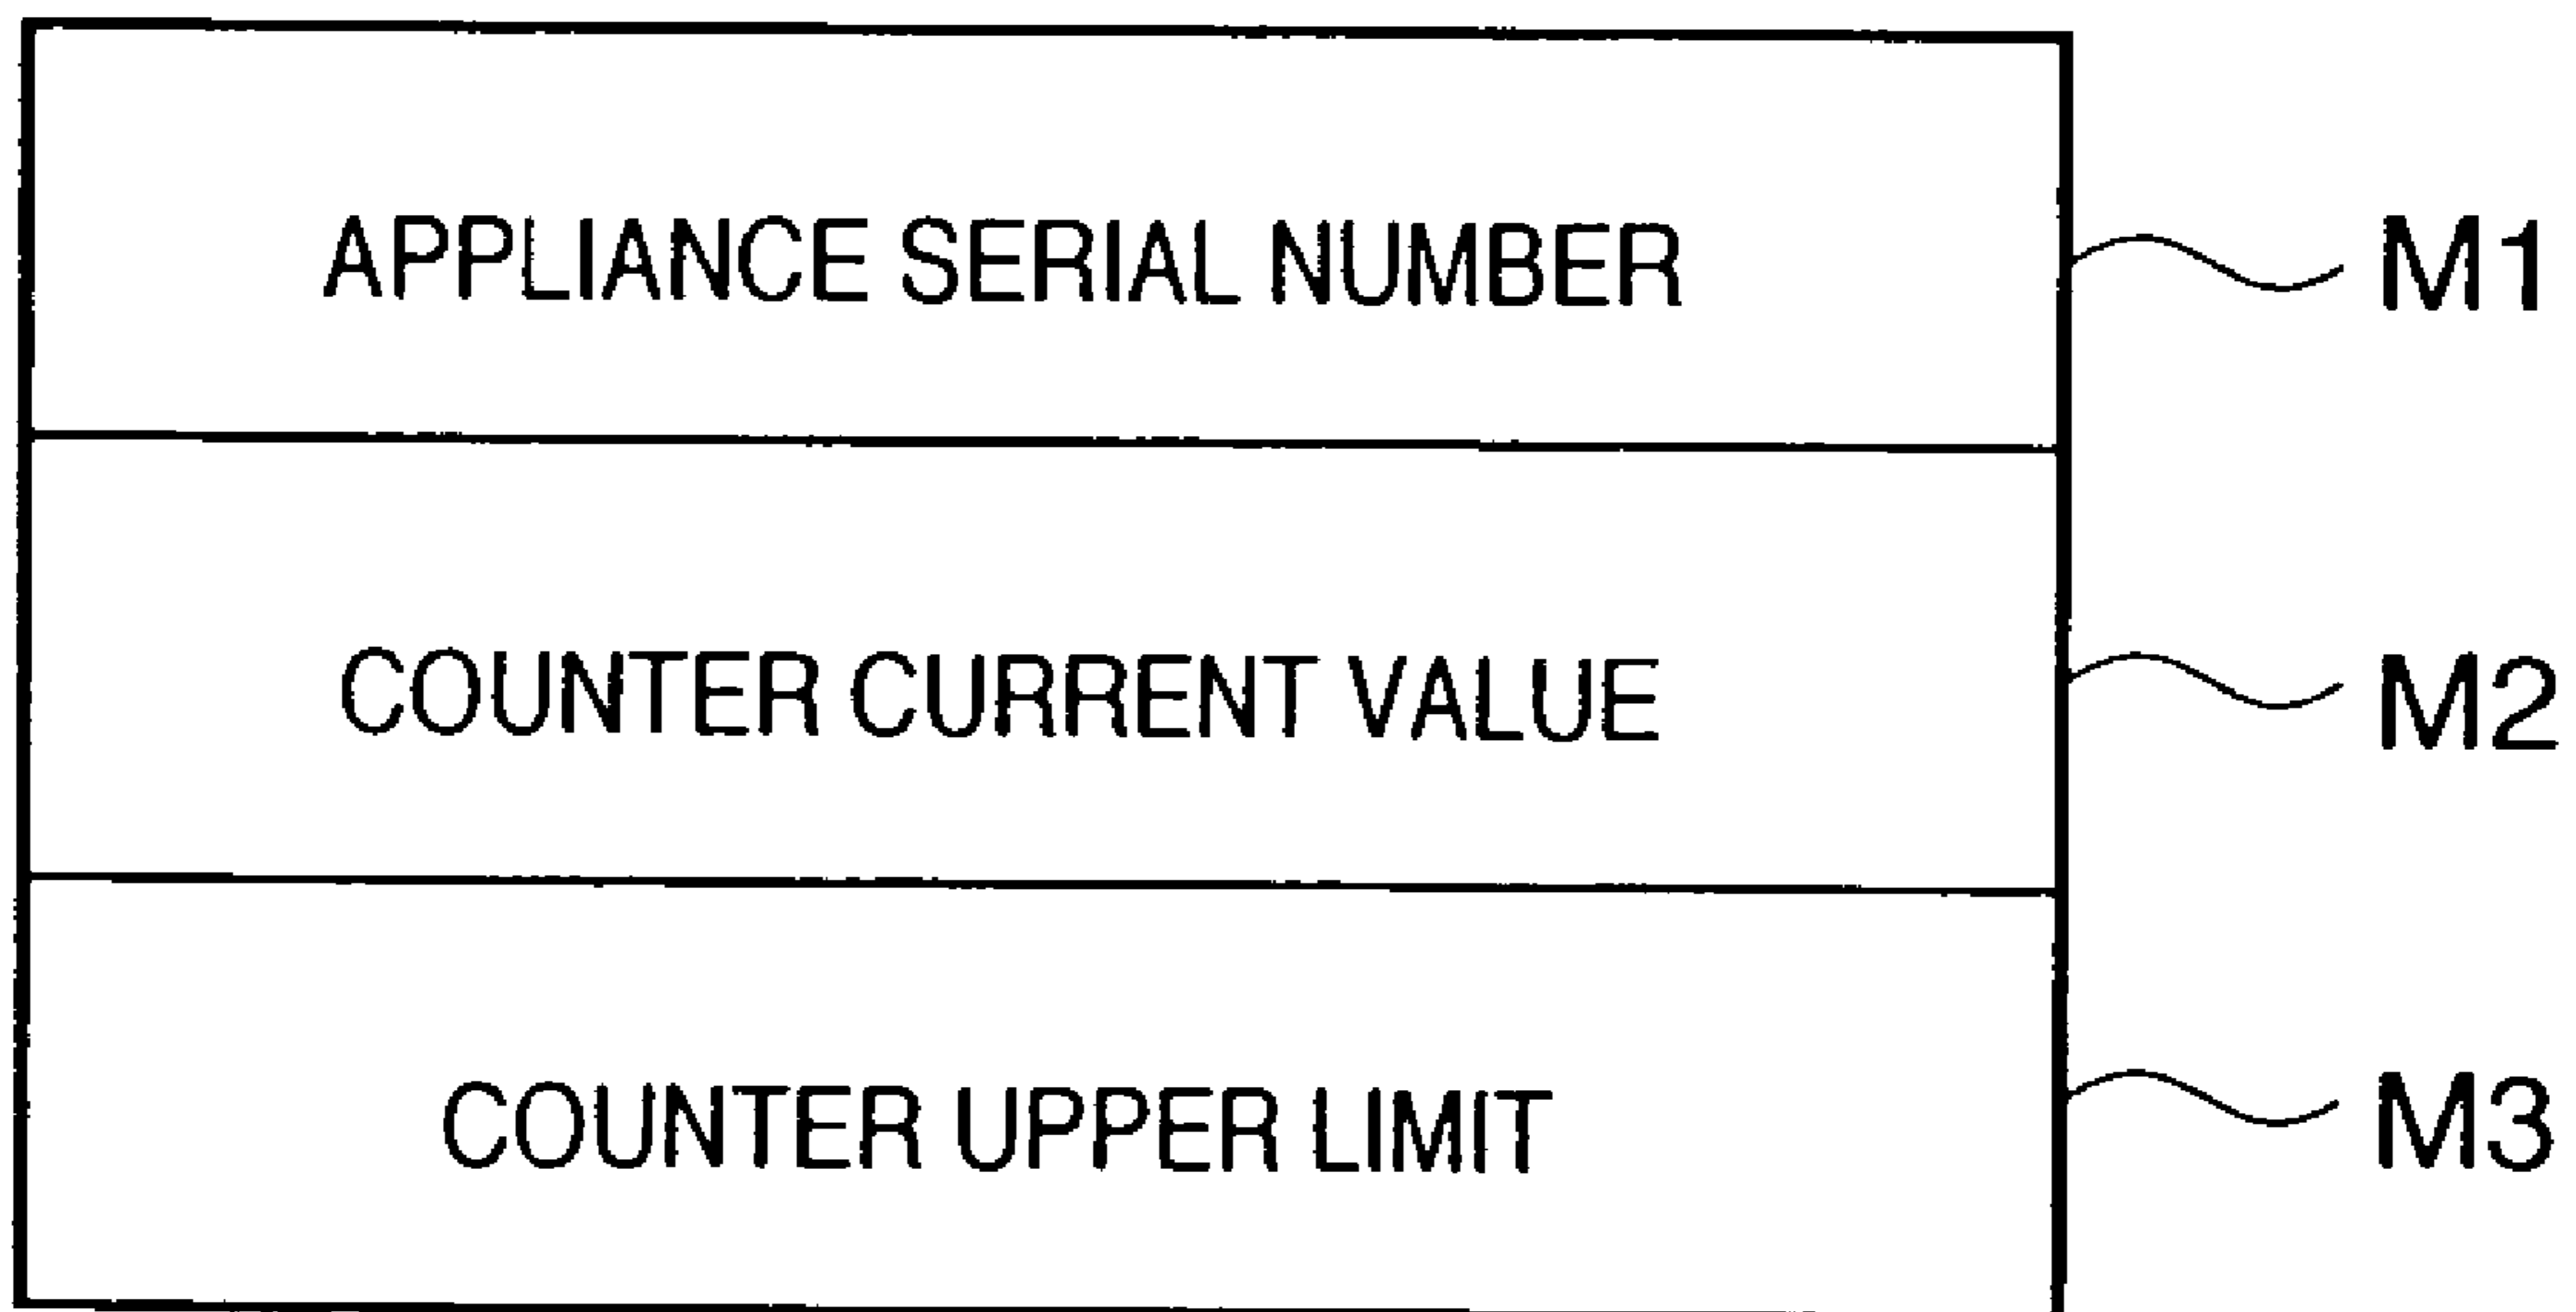 APPLIANCE SERIAL NUMBER M1
COUNTER CURRENT VALUE M2
COUNTER UPPER LIMIT M3